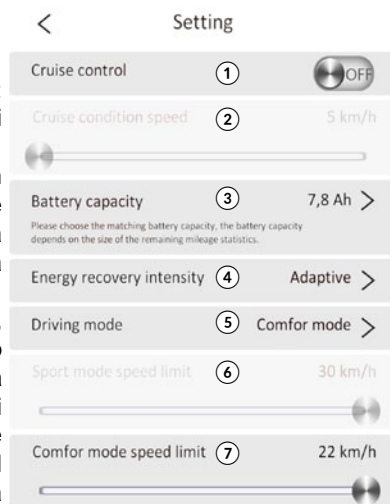 Setting
Cruise control 1 OFF
Cruise condition speed 2 5 km/h
Battery capacity 3 7,8 Ah
Please choose the matching battery capacity, the battery capacity
depends on the size of the remaining mileage statistics.
Energy recovery intensity 4 Adaptive
Driving mode 5 Comfor mode
Sport mode speed limit 6 30 km/h
Comfor mode speed limit 7 22 km/h